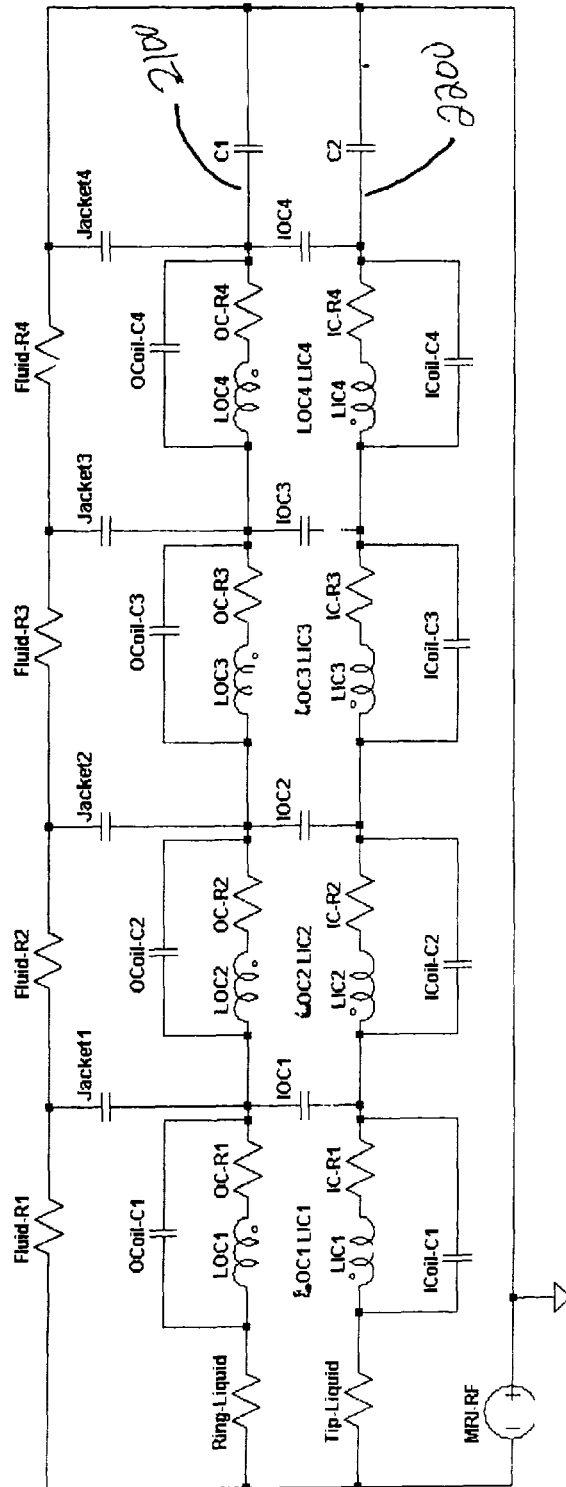 Fluid-R1
Fluid-R2
Fluid-R3
Fluid-R4
Jacket1
Jacket2
Jacket3
Jacket4
OCoil-C1
OCoil-C2
OCoil-C3
OCoil-C4
2100
Ring-Liquid
LOC1
OC-R1
LOC2
OC-R2
LOC3
OC-R3
LOC4
OC-R4
C1
IOC1
IOC2
IOC3
IOC4
LOC1 LIC1
LOC2 LIC2
LOC3 LIC3
LOC4 LIC4
Tip-Liquid
LIC1
IC-R1
LIC2
IC-R2
LIC3
IC-R3
LIC4
IC-R4
C2
ICoil-C1
ICoil-C2
ICoil-C3
ICoil-C4
2200
MRI-RF